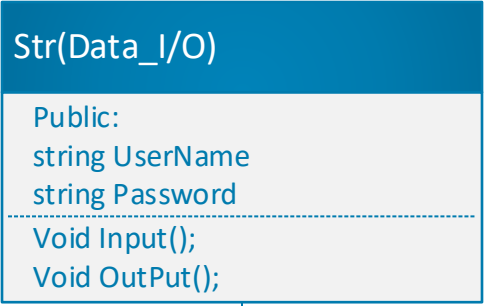 Str(Data_I/O)
Public:
string UserName
string Password
Void Input();
Void OutPut();